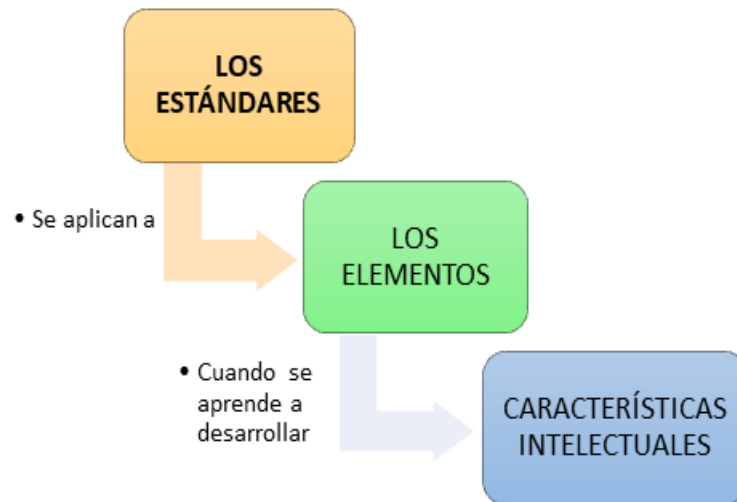 LOS
ESTÁNDARES
• Se aplican a
LOS
ELEMENTOS
• Cuando se
aprende a
desarrollar
CARACTERÍSTICAS
INTELECTUALES